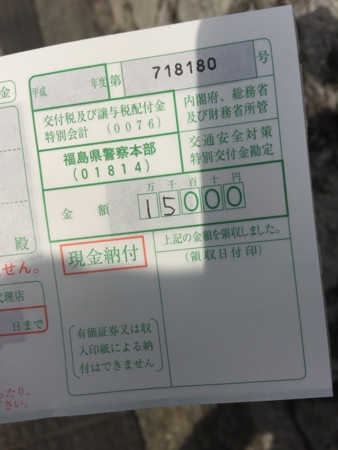 金
平成 年度 第 718180 号
交付税及び譲与税配付金
特別会計 (0076)
内閣府、総務省
及び財務省所管
福島県警察本部
(01814)
交通安全対策
特別交付金勘定
万千百十円
金 額 15000
殿
せん。
現金納付
上記の金額を領収しました。
(領収日付印)
代理店
日まで
有価証券又は収
入印紙による納
付はできません
ったり、
さい。